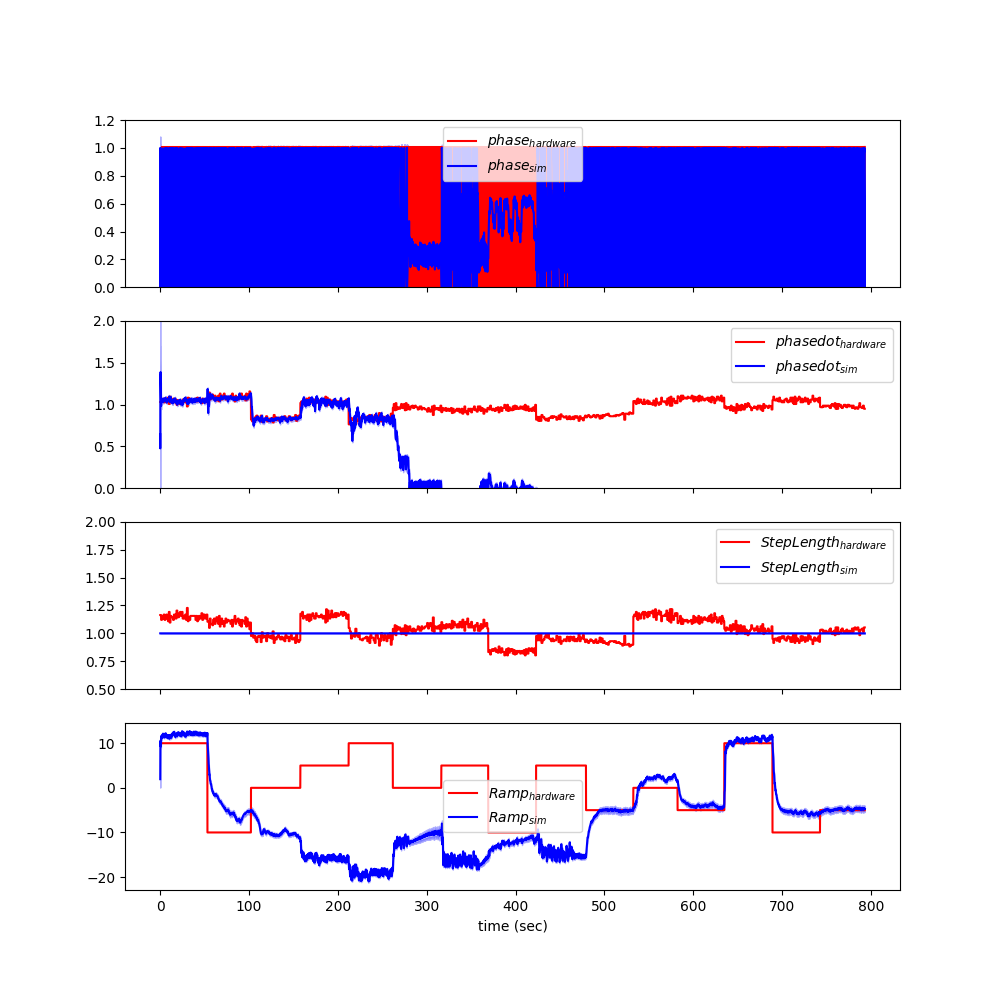 1.2
1.0
0.8
0.6
0.4
0.2
0.0
phase_hardware
phase_sim
2.0
1.5
1.0
0.5
0.0
phasedot_hardware
phasedot_sim
2.00
1.75
1.50
1.25
1.00
0.75
0.50
StepLength_hardware
StepLength_sim
10
0
−10
−20
Ramp_hardware
Ramp_sim
0 100 200 300 400 500 600 700 800
time (sec)